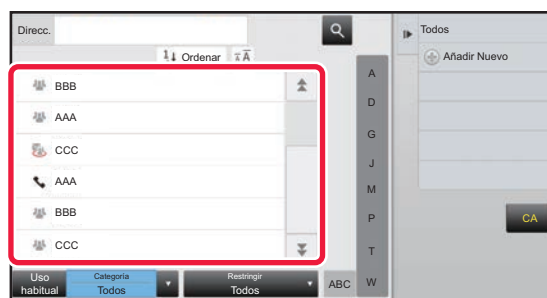 Direcc.
Todos
1 Ordenar A A
Añadir Nuevo
BBB
AAA
CCC
AAA
BBB
CCC
A
D
G
J
M
P
T
W
CA
Uso habitual
Categoría
Todos
Restringir
Todos
ABC